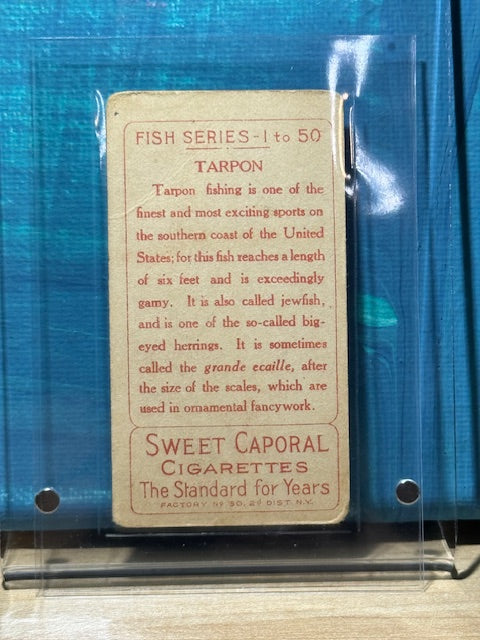 FISH SERIES - 1 to 50
TARPON
Tarpon fishing is one of the
finest and most exciting sports on
the southern coast of the United
States; for this fish reaches a length
of six feet and is exceedingly
gamy. It is also called jewfish,
and is one of the so-called big-
eyed herrings. It is sometimes
called the grande ecaille, after
the size of the scales, which are
used in ornamental fancywork.
SWEET CAPORAL
CIGARETTES
The Standard for Years
FACTORY Nº 30, 2D DIST. N.Y.